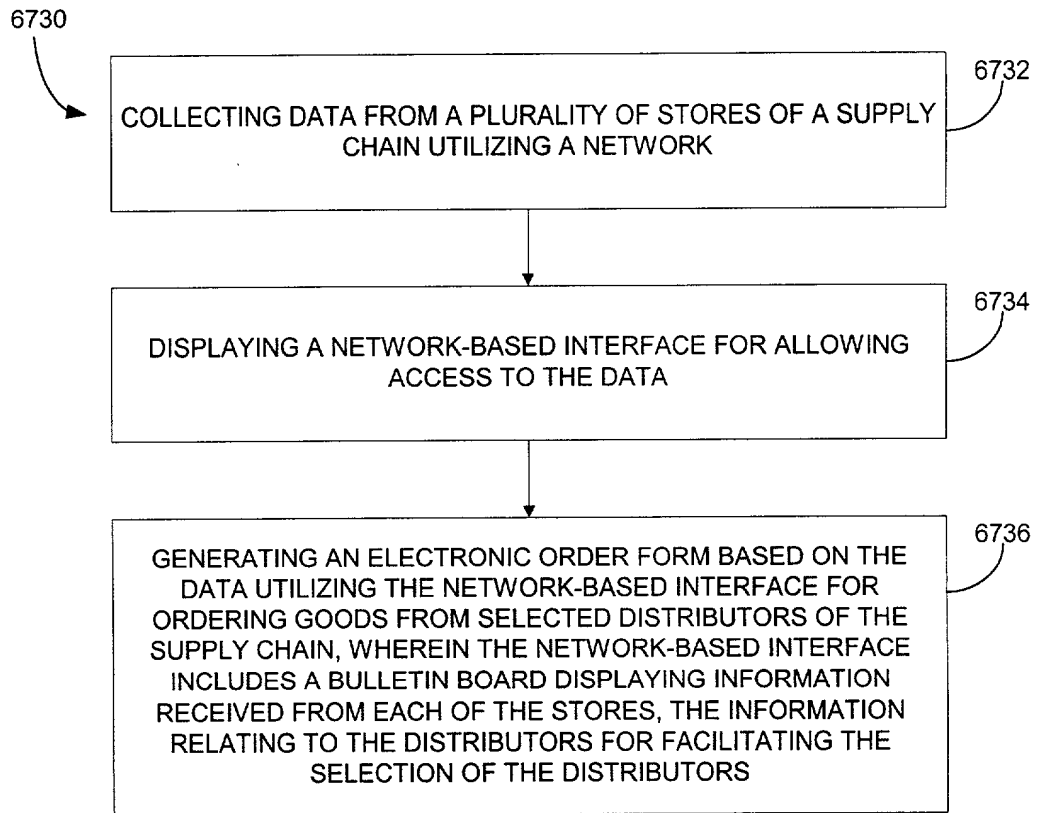 6730
6732
COLLECTING DATA FROM A PLURALITY OF STORES OF A SUPPLY
CHAIN UTILIZING A NETWORK
6734
DISPLAYING A NETWORK-BASED INTERFACE FOR ALLOWING
ACCESS TO THE DATA
6736
GENERATING AN ELECTRONIC ORDER FORM BASED ON THE
DATA UTILIZING THE NETWORK-BASED INTERFACE FOR
ORDERING GOODS FROM SELECTED DISTRIBUTORS OF THE
SUPPLY CHAIN, WHEREIN THE NETWORK-BASED INTERFACE
INCLUDES A BULLETIN BOARD DISPLAYING INFORMATION
RECEIVED FROM EACH OF THE STORES, THE INFORMATION
RELATING TO THE DISTRIBUTORS FOR FACILITATING THE
SELECTION OF THE DISTRIBUTORS